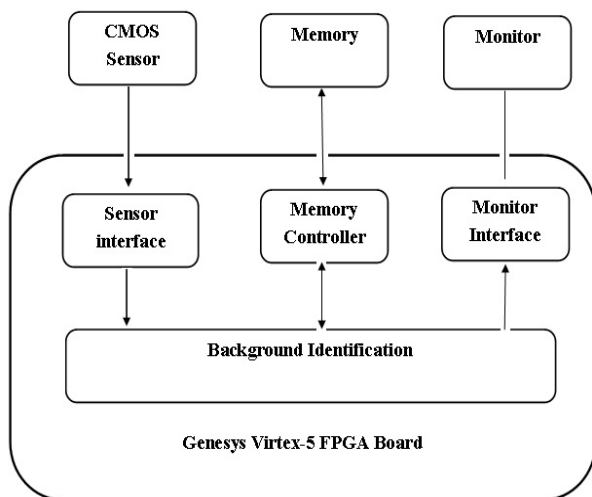 CMOS
Sensor
Memory
Monitor
Sensor
interface
Memory
Controller
Monitor
Interface
Background Identification
Genesys Virtex-5 FPGA Board